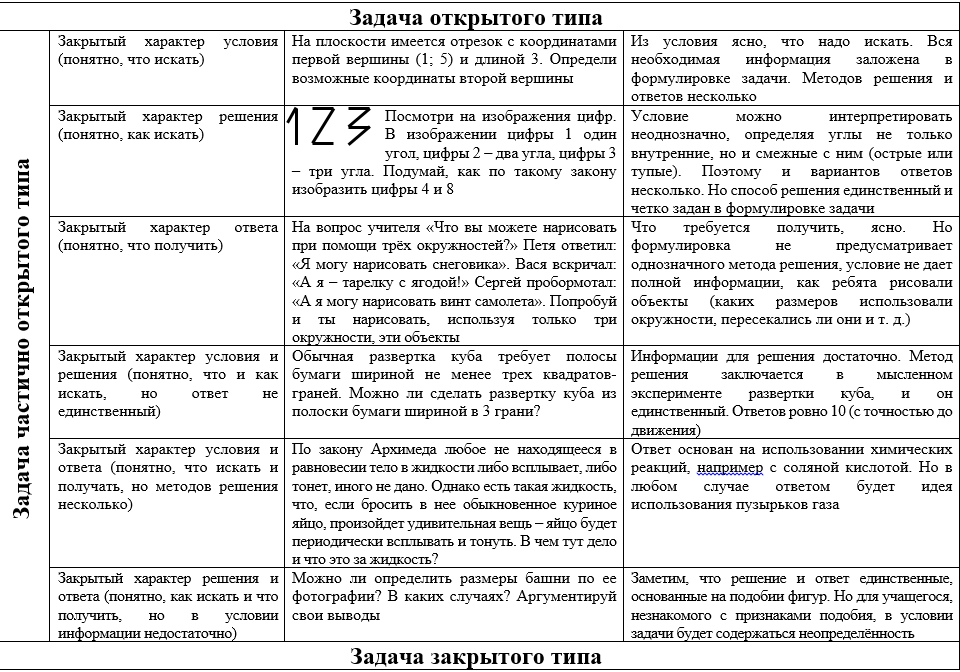 Задача открытого типа
Задача частично открытого типа
Закрытый характер условия
(понятно, что искать)
На плоскости имеется отрезок с координатами
первой вершины (1; 5) и длиной 3. Определи
возможные координаты второй вершины
Из условия ясно, что надо искать. Вся
необходимая информация заложена в
формулировке задачи. Методов решения и
ответов несколько
Закрытый характер решения
(понятно, как искать)
123 Посмотри на изображения цифр.
В изображении цифры 1 один
угол, цифры 2 – два угла, цифры 3
– три угла. Подумай, как по такому закону
изобразить цифры 4 и 8
Условие можно интерпретировать
неоднозначно, определяя углы не только
внутренние, но и смежные с ним (острые или
тупые). Поэтому и вариантов ответов
несколько. Но способ решения единственный и
четко задан в формулировке задачи
Закрытый характер ответа
(понятно, что получить)
На вопрос учителя «Что вы можете нарисовать
при помощи трёх окружностей?» Петя ответил:
«Я могу нарисовать снеговика». Вася вскричал:
«А я – тарелку с ягодой!» Сергей пробормотал:
«А я могу нарисовать винт самолета». Попробуй
и ты нарисовать, используя только три
окружности, эти объекты
Что требуется получить, ясно. Но
формулировка не предусматривает
однозначного метода решения, условие не дает
полной информации, как ребята рисовали
объекты (каких размеров использовали
окружности, пересекались ли они и т. д.)
Закрытый характер условия и
решения (понятно, что и как
искать, но ответ не
единственный)
Обычная развертка куба требует полосы
бумаги шириной не менее трех квадратов-
граней. Можно ли сделать развертку куба из
полоски бумаги шириной в 3 грани?
Информации для решения достаточно. Метод
решения заключается в мысленном
эксперименте развертки куба, и он
единственный. Ответов ровно 10 (с точностью до
движения)
Закрытый характер условия и
ответа (понятно, что искать и
получать, но методов решения
несколько)
По закону Архимеда любое не находящееся в
равновесии тело в жидкости либо всплывает, либо
тонет, иного не дано. Однако есть такая жидкость,
что, если бросить в нее обыкновенное куриное
яйцо, произойдет удивительная вещь – яйцо будет
периодически всплывать и тонуть. В чем тут дело
и что это за жидкость?
Ответ основан на использовании химических
реакций, например с соляной кислотой. Но в
любом случае ответом будет идея
использования пузырьков газа
Закрытый характер решения и
ответа (понятно, как искать и что
получить, но в условии
информации недостаточно)
Можно ли определить размеры башни по ее
фотографии? В каких случаях? Аргументируй
свои выводы
Заметим, что решение и ответ единственные,
основанные на подобии фигур. Но для учащегося,
незнакомого с признаками подобия, в условии
задачи будет содержаться неопределённость
Задача закрытого типа